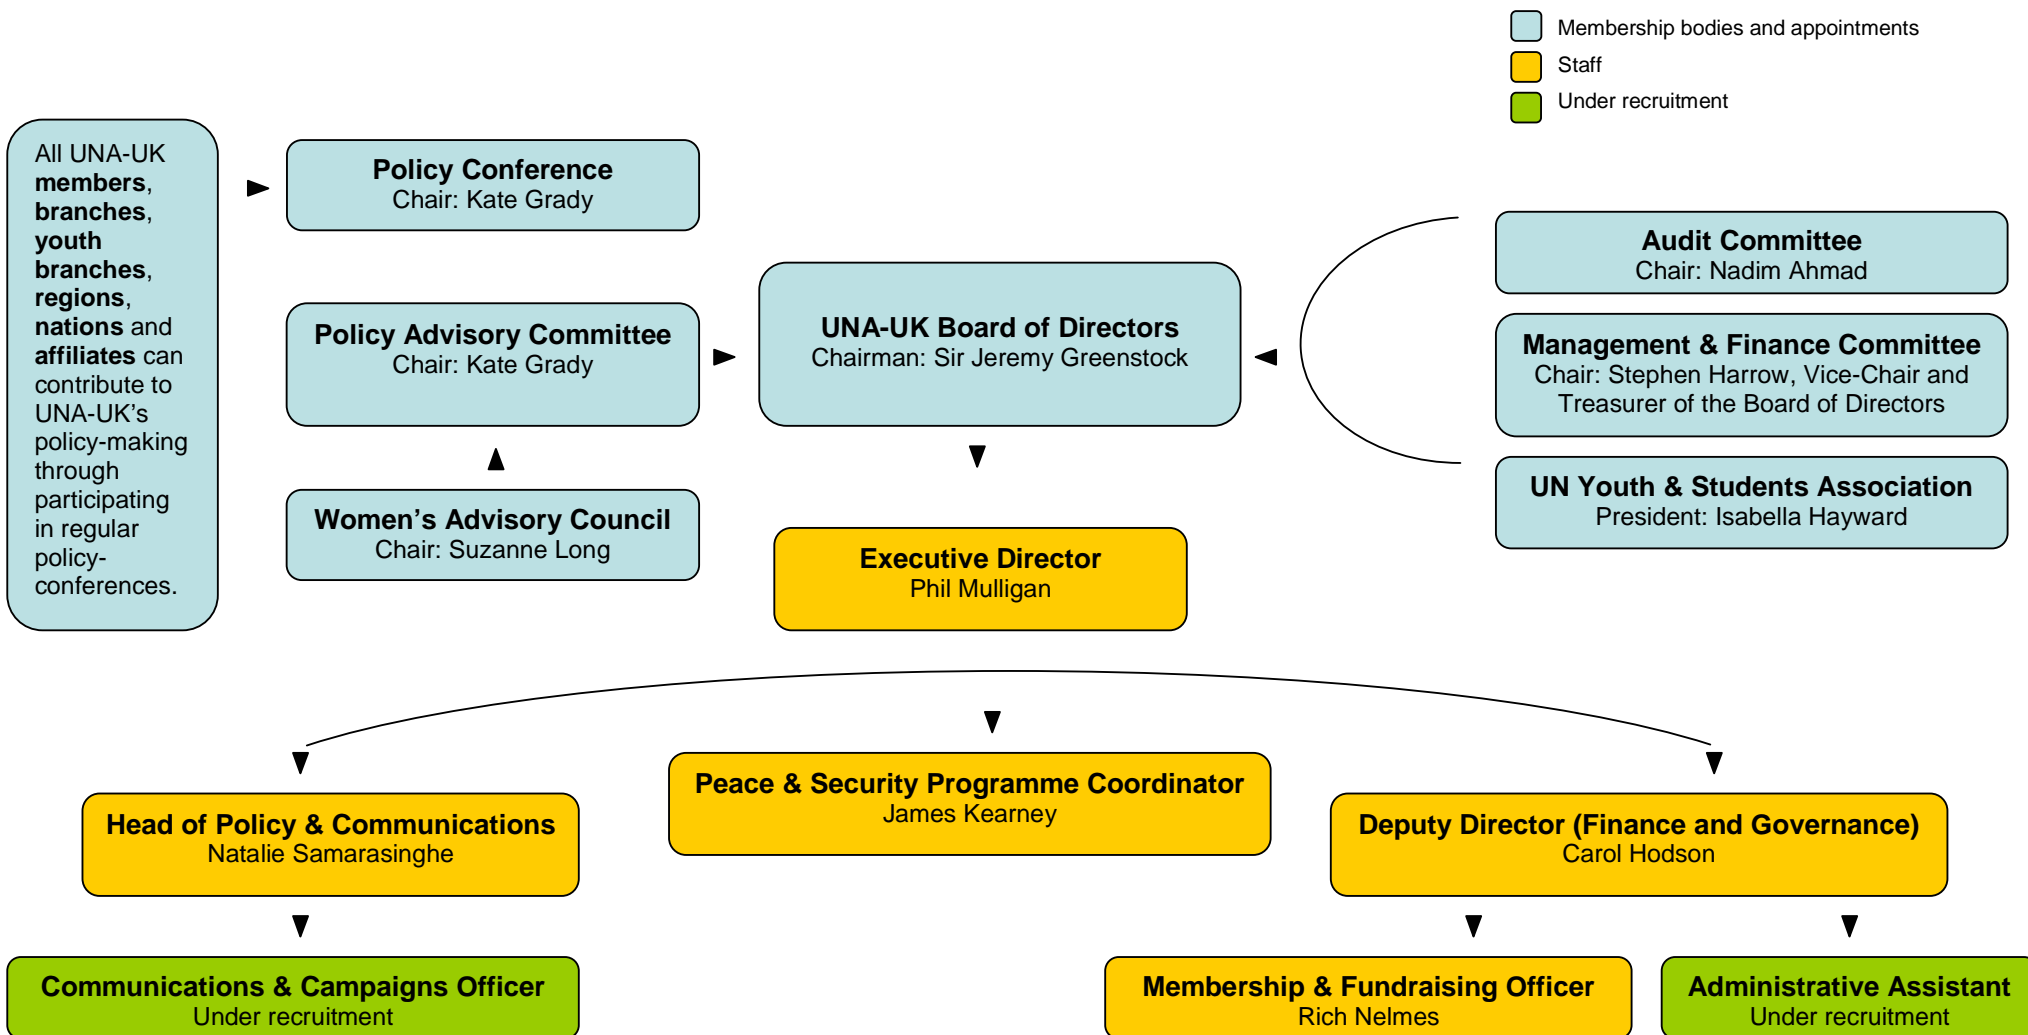 Membership bodies and appointments
Staff
Under recruitment
All UNA-UK
members,
branches,
youth
branches,
regions,
nations and
affiliates can
contribute to
UNA-UK’s
policy-making
through
participating
in regular
policy-
conferences.
Policy Conference
Chair: Kate Grady
Policy Advisory Committee
Chair: Kate Grady
Women’s Advisory Council
Chair: Suzanne Long
UNA-UK Board of Directors
Chairman: Sir Jeremy Greenstock
Audit Committee
Chair: Nadim Ahmad
Management & Finance Committee
Chair: Stephen Harrow, Vice-Chair and
Treasurer of the Board of Directors
UN Youth & Students Association
President: Isabella Hayward
Executive Director
Phil Mulligan
Head of Policy & Communications
Natalie Samarasinghe
Peace & Security Programme Coordinator
James Kearney
Deputy Director (Finance and Governance)
Carol Hodson
Communications & Campaigns Officer
Under recruitment
Membership & Fundraising Officer
Rich Nelmes
Administrative Assistant
Under recruitment